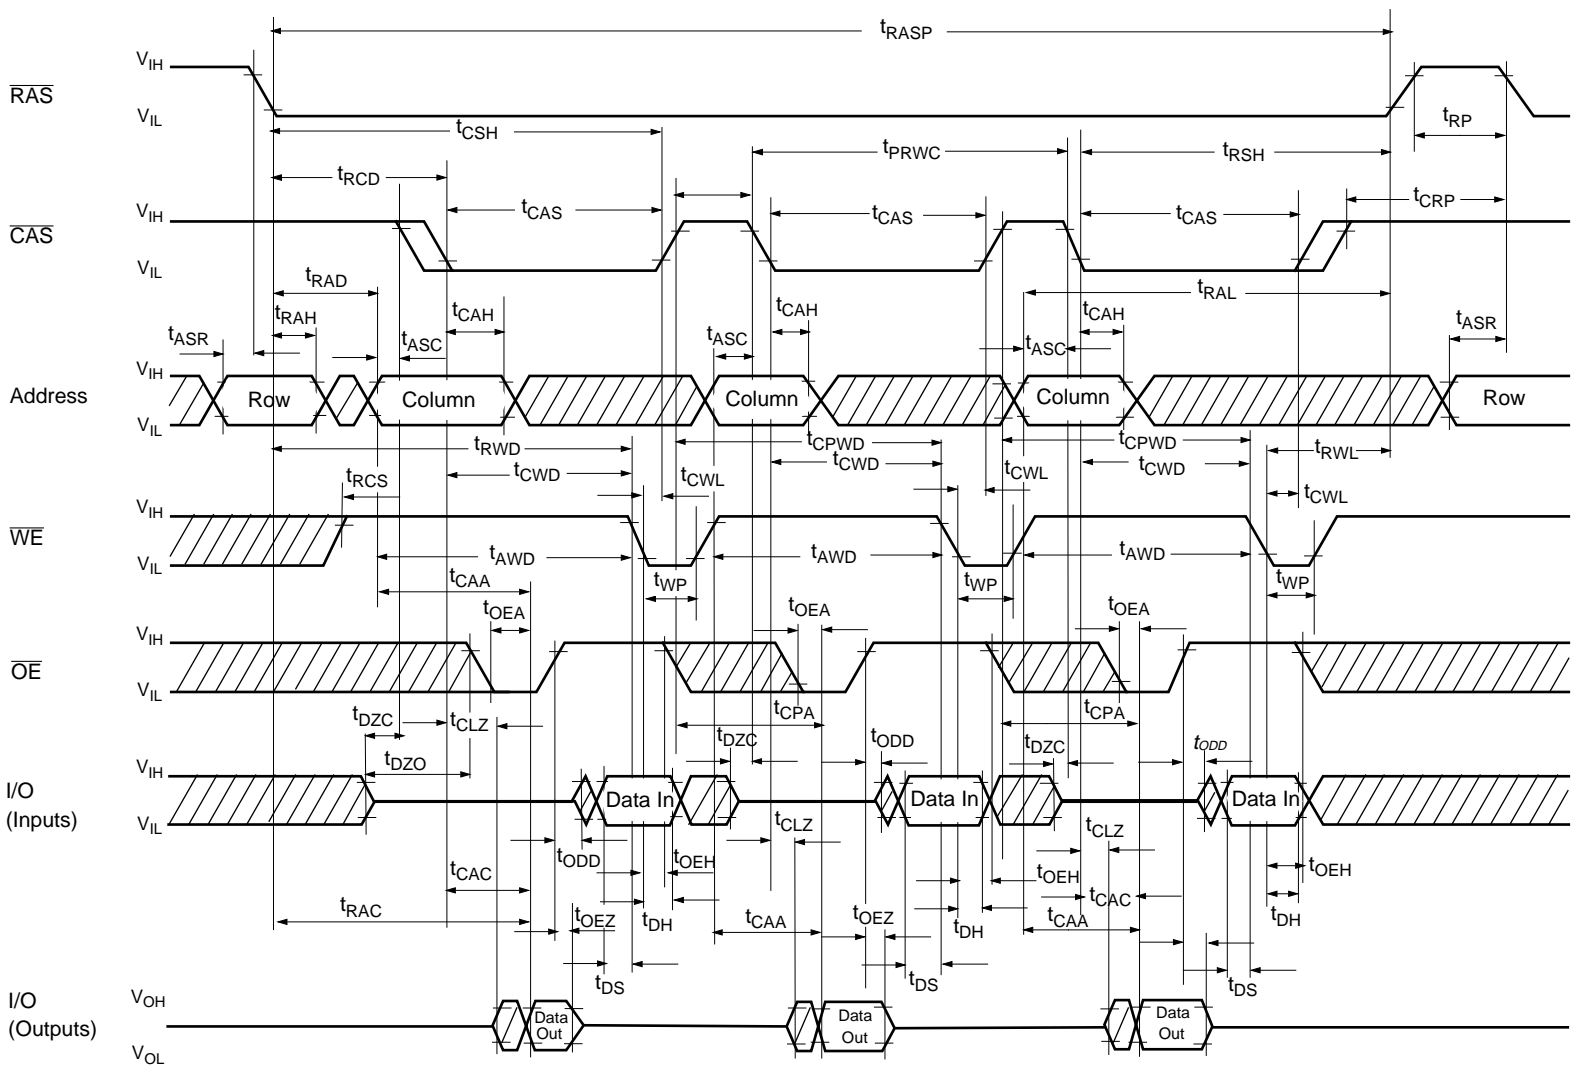 tRASP
VIH
RAS
VIL
tCSH
tPRWC
tRSH
tRP
tRCD
tCAS
tCAS
tCAS
tCRP
VIH
CAS
VIL
tRAD
tRAL
tRAH
tCAH
tCAH
tCAH
tASR
tASC
tASC
tASC
tASR
VIH
Address
Row
Column
Column
Column
Row
VIL
tRWD
tCPWD
tCPWD
tCWD
tCWD
tCWD
tRWL
tRCS
tCWL
tCWL
tCWL
VIH
WE
VIL
tAWD
tAWD
tAWD
tCAA
tWP
tWP
tWP
tOEA
tOEA
tOEA
VIH
OE
VIL
tDZC
tCLZ
tCPA
tCPA
tDZO
tDZC
tODD
tDZC
tODD
VIH
I/O
(Inputs)
Data In
Data In
Data In
VIL
tCLZ
tCLZ
tODD
tOEH
tOEH
tOEH
tCAC
tCAC
tRAC
tOEZ
tDH
tCAA
tOEZ
tDH
tCAA
tDH
tDS
tDS
tDS
VOH
I/O
(Outputs)
Data
Out
Data
Out
Data
Out
VOL